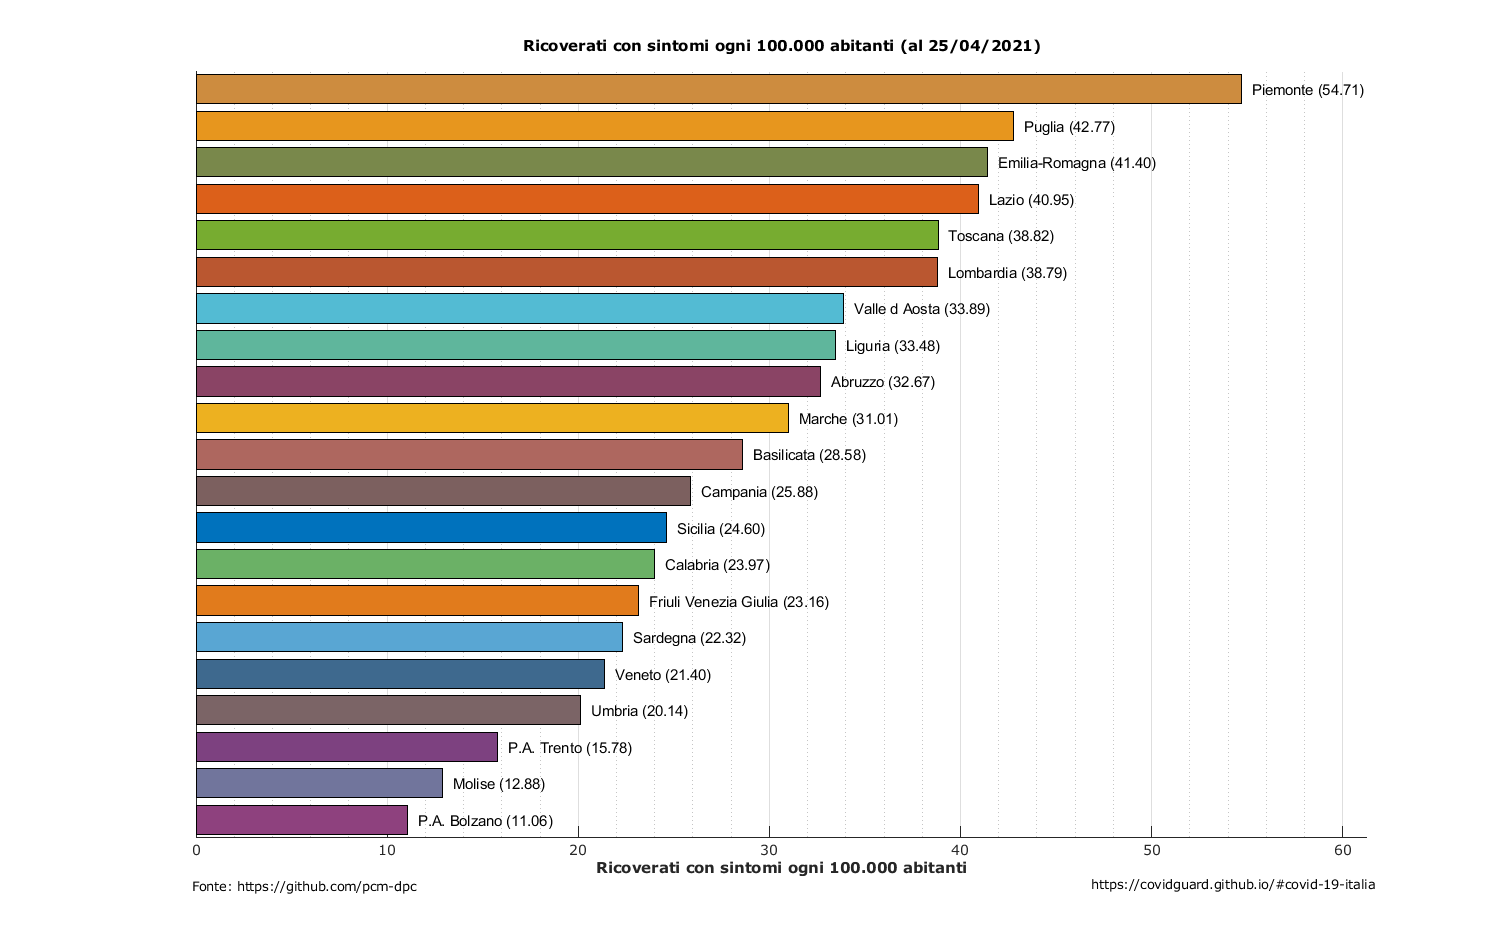 Ricoverati con sintomi ogni 100.000 abitanti (al 25/04/2021)
Piemonte (54.71)
Puglia (42.77)
Emilia-Romagna (41.40)
Lazio (40.95)
Toscana (38.82)
Lombardia (38.79)
Valle d Aosta (33.89)
Liguria (33.48)
Abruzzo (32.67)
Marche (31.01)
Basilicata (28.58)
Campania (25.88)
Sicilia (24.60)
Calabria (23.97)
Friuli Venezia Giulia (23.16)
Sardegna (22.32)
Veneto (21.40)
Umbria (20.14)
P.A. Trento (15.78)
Molise (12.88)
P.A. Bolzano (11.06)
0 10 20 30 40 50 60
Ricoverati con sintomi ogni 100.000 abitanti
Fonte: https://github.com/pcm-dpc
https://covidguard.github.io/#covid-19-italia